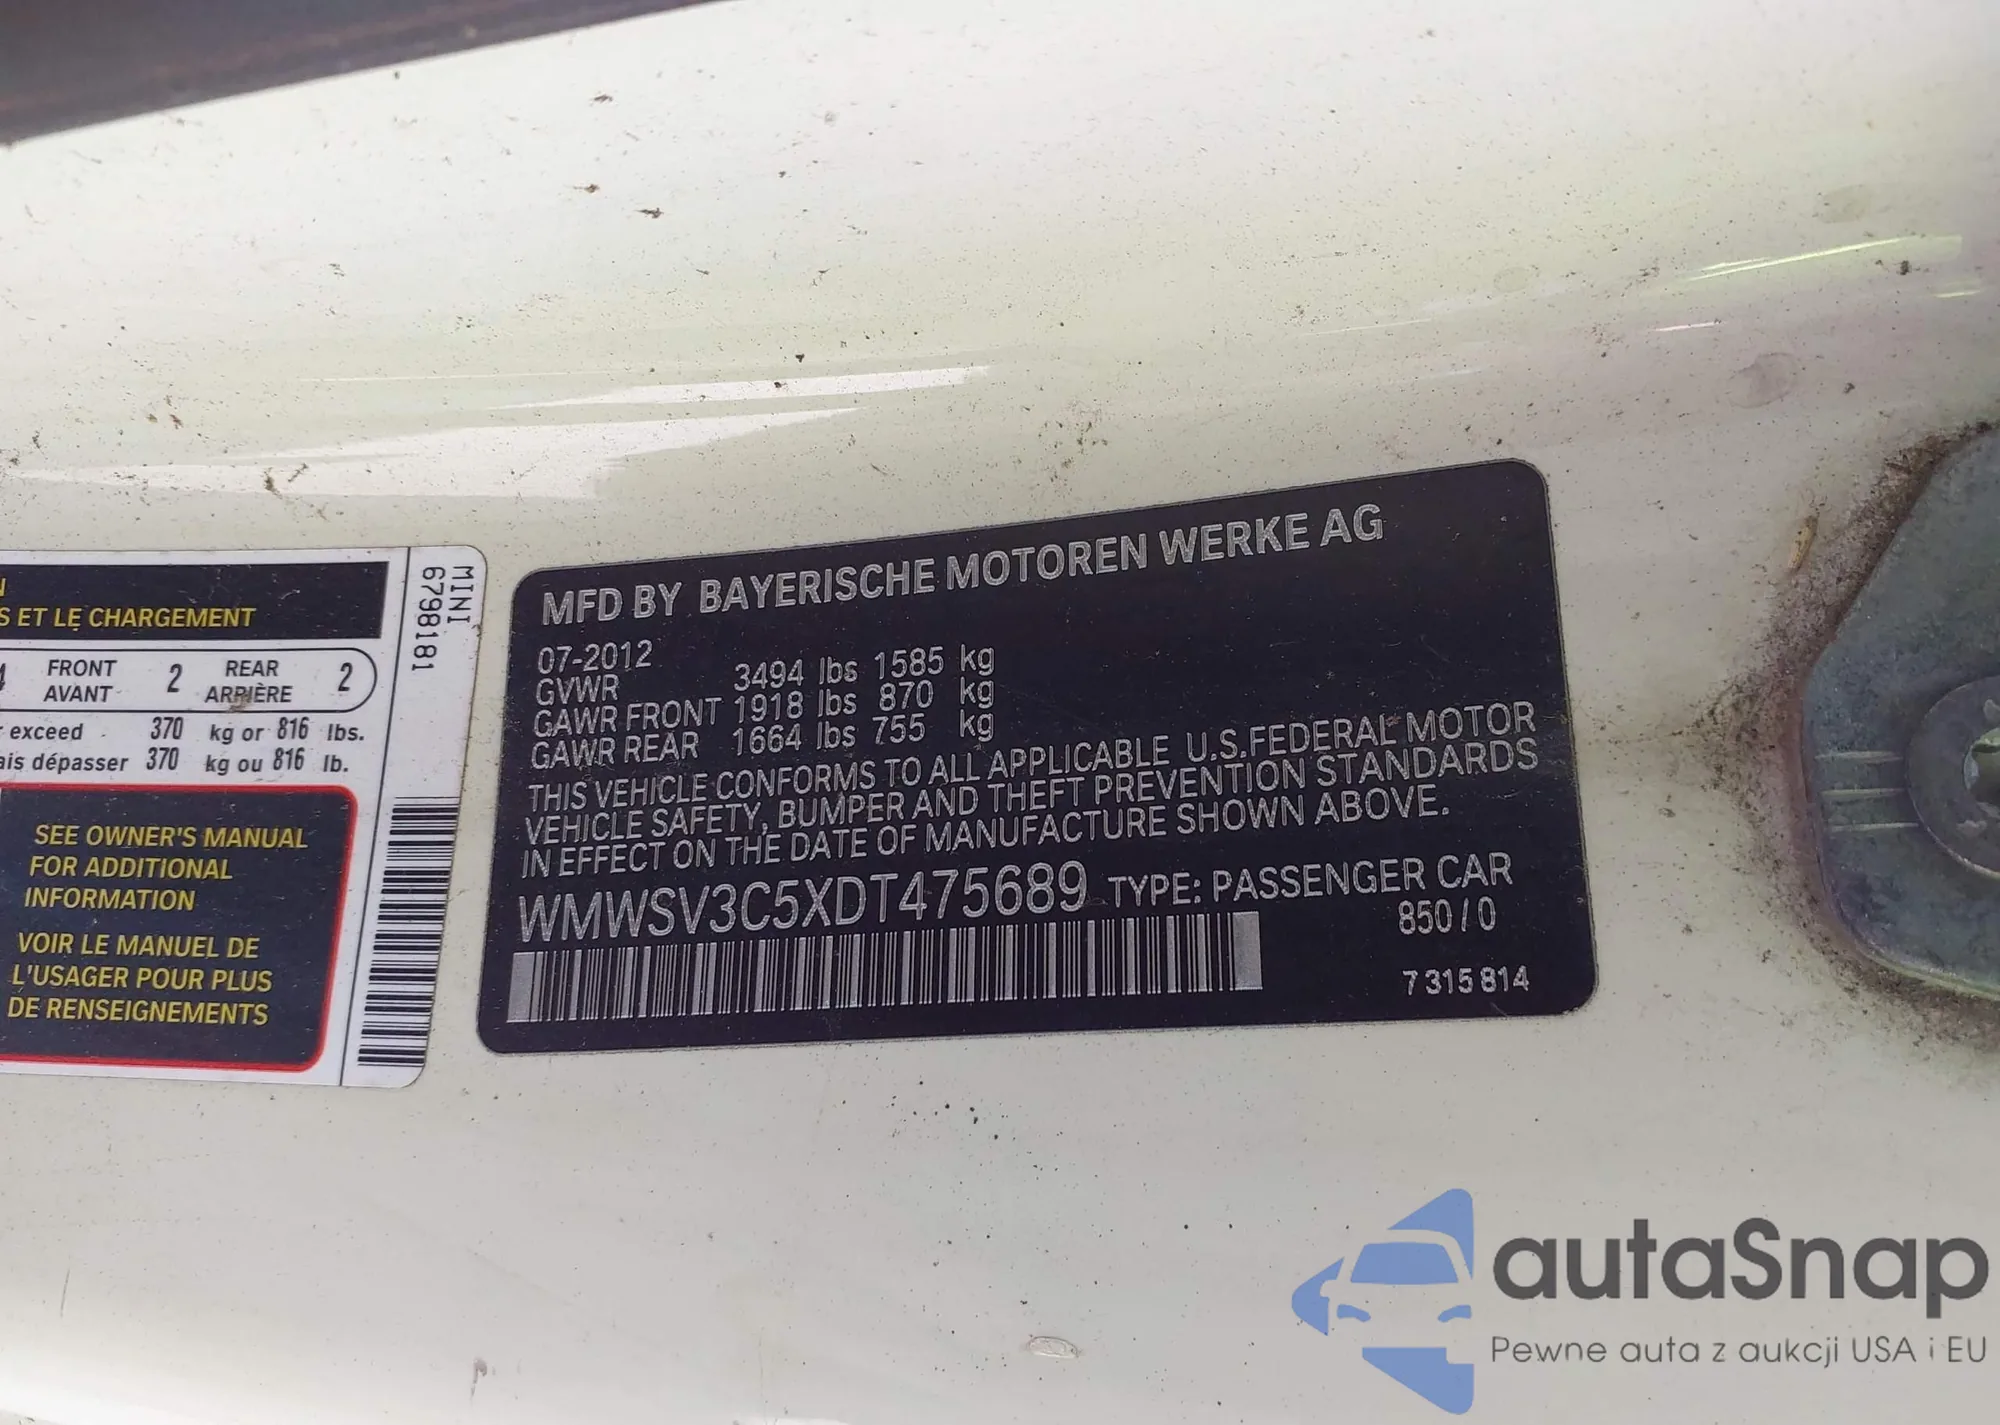 N
S ET LE CHARGEMENT
4 FRONT 2 REAR 2
AVANT ARRIÈRE
r exceed 370 kg or 816 lbs.
ais dépasser 370 kg ou 816 lb.
SEE OWNER'S MANUAL
FOR ADDITIONAL
INFORMATION
VOIR LE MANUEL DE
L'USAGER POUR PLUS
DE RENSEIGNEMENTS
MINI
6798181
MFD BY BAYERISCHE MOTOREN WERKE AG
07-2012
GVWR 3494 lbs 1585 kg
GAWR FRONT 1918 lbs 870 kg
GAWR REAR 1664 lbs 755 kg
THIS VEHICLE CONFORMS TO ALL APPLICABLE U.S.FEDERAL MOTOR
VEHICLE SAFETY, BUMPER AND THEFT PREVENTION STANDARDS
IN EFFECT ON THE DATE OF MANUFACTURE SHOWN ABOVE.
WMWSV3C5XDT475689 TYPE: PASSENGER CAR
850/0
7 315 814
autaSnap
Pewne auta z aukcji USA i EU